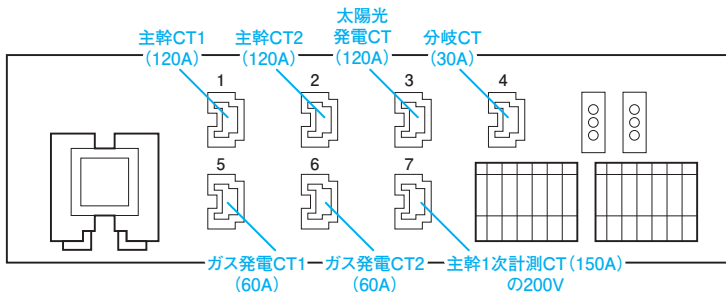 太陽光
主幹CT1 主幹CT2 発電CT 分岐CT
(120A) (120A) (120A) (30A)
1 2 3 4
5 6 7
ガス発電CT1 ガス発電CT2 主幹1次計測CT(150A)
(60A) (60A) の200V